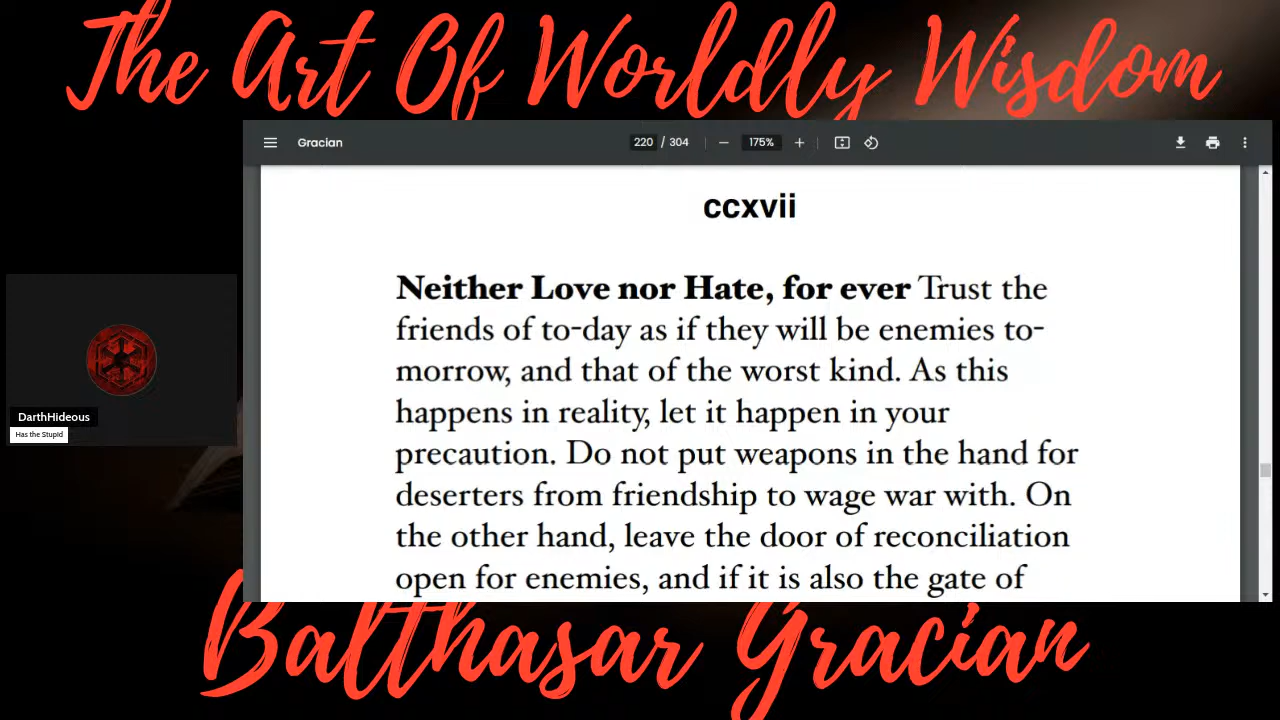 The Art Of Worldly Wisdom
Gracian
220 / 304
175%
ccxvii
Neither Love nor Hate, for ever Trust the
friends of to-day as if they will be enemies to-
morrow, and that of the worst kind. As this
happens in reality, let it happen in your
precaution. Do not put weapons in the hand for
deserters from friendship to wage war with. On
the other hand, leave the door of reconciliation
open for enemies, and if it is also the gate of
DarthHideous
Has the Stupid
Balthasar Gracian